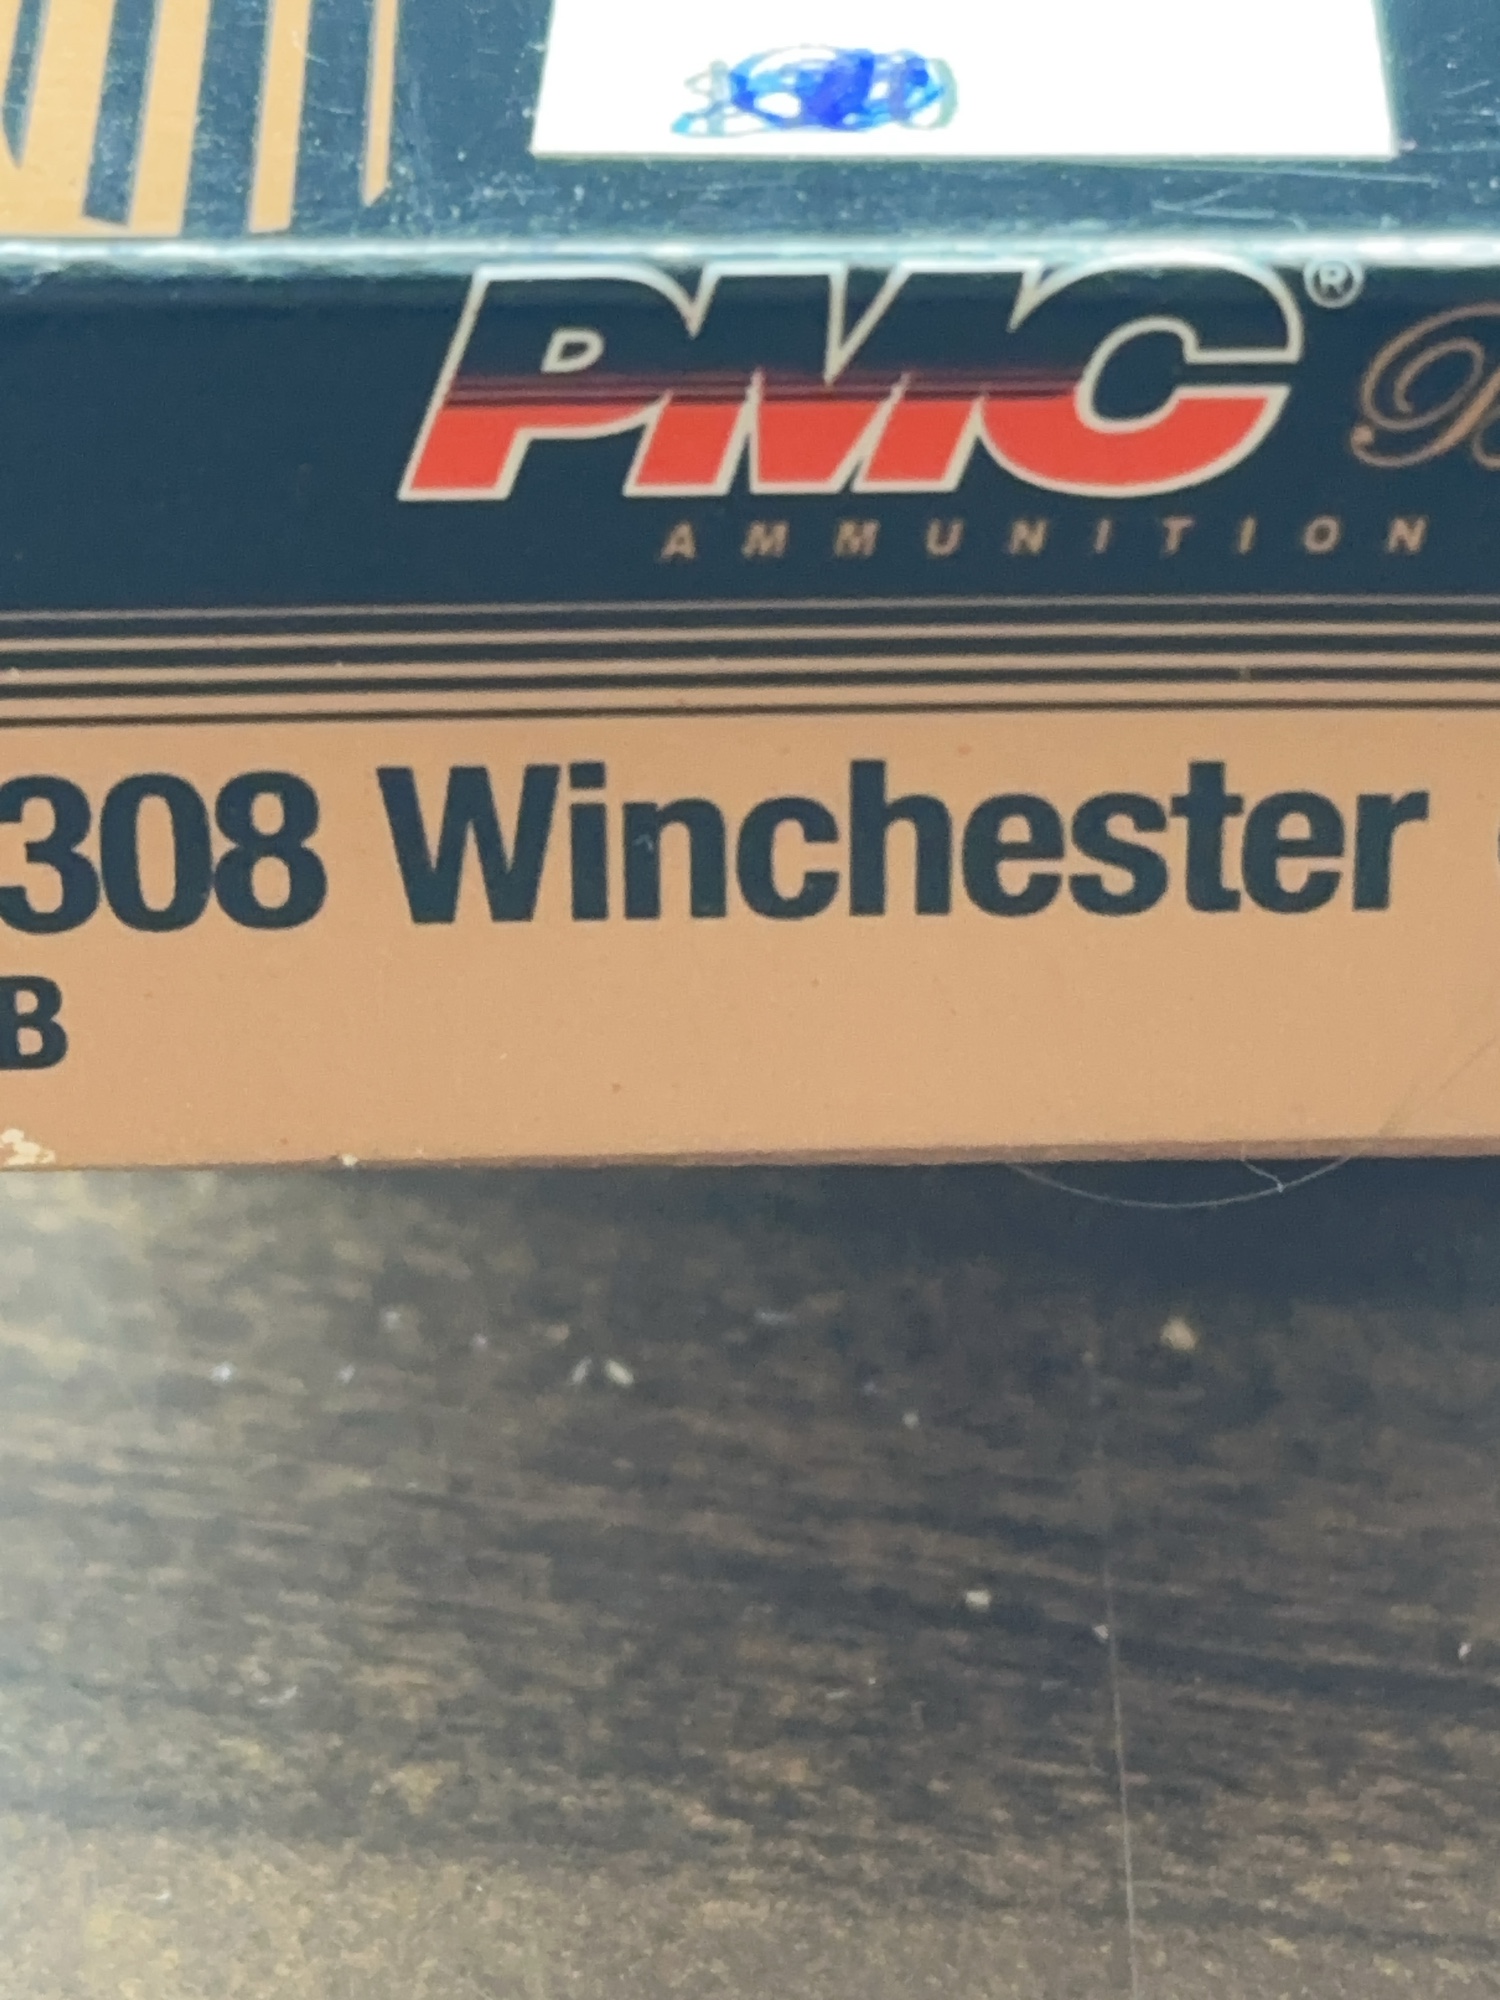 PMC®
AMMUNITION
308 Winchester
B